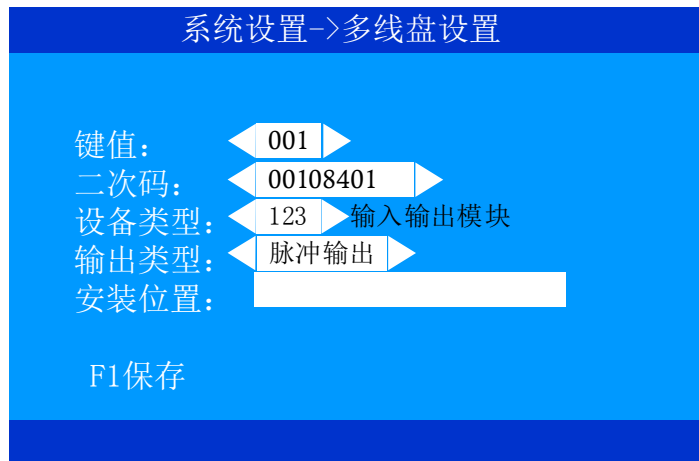 系统设置->多线盘设置
键值： 001
二次码： 00108401
设备类型： 123 输入输出模块
输出类型： 脉冲输出
安装位置：
F1保存